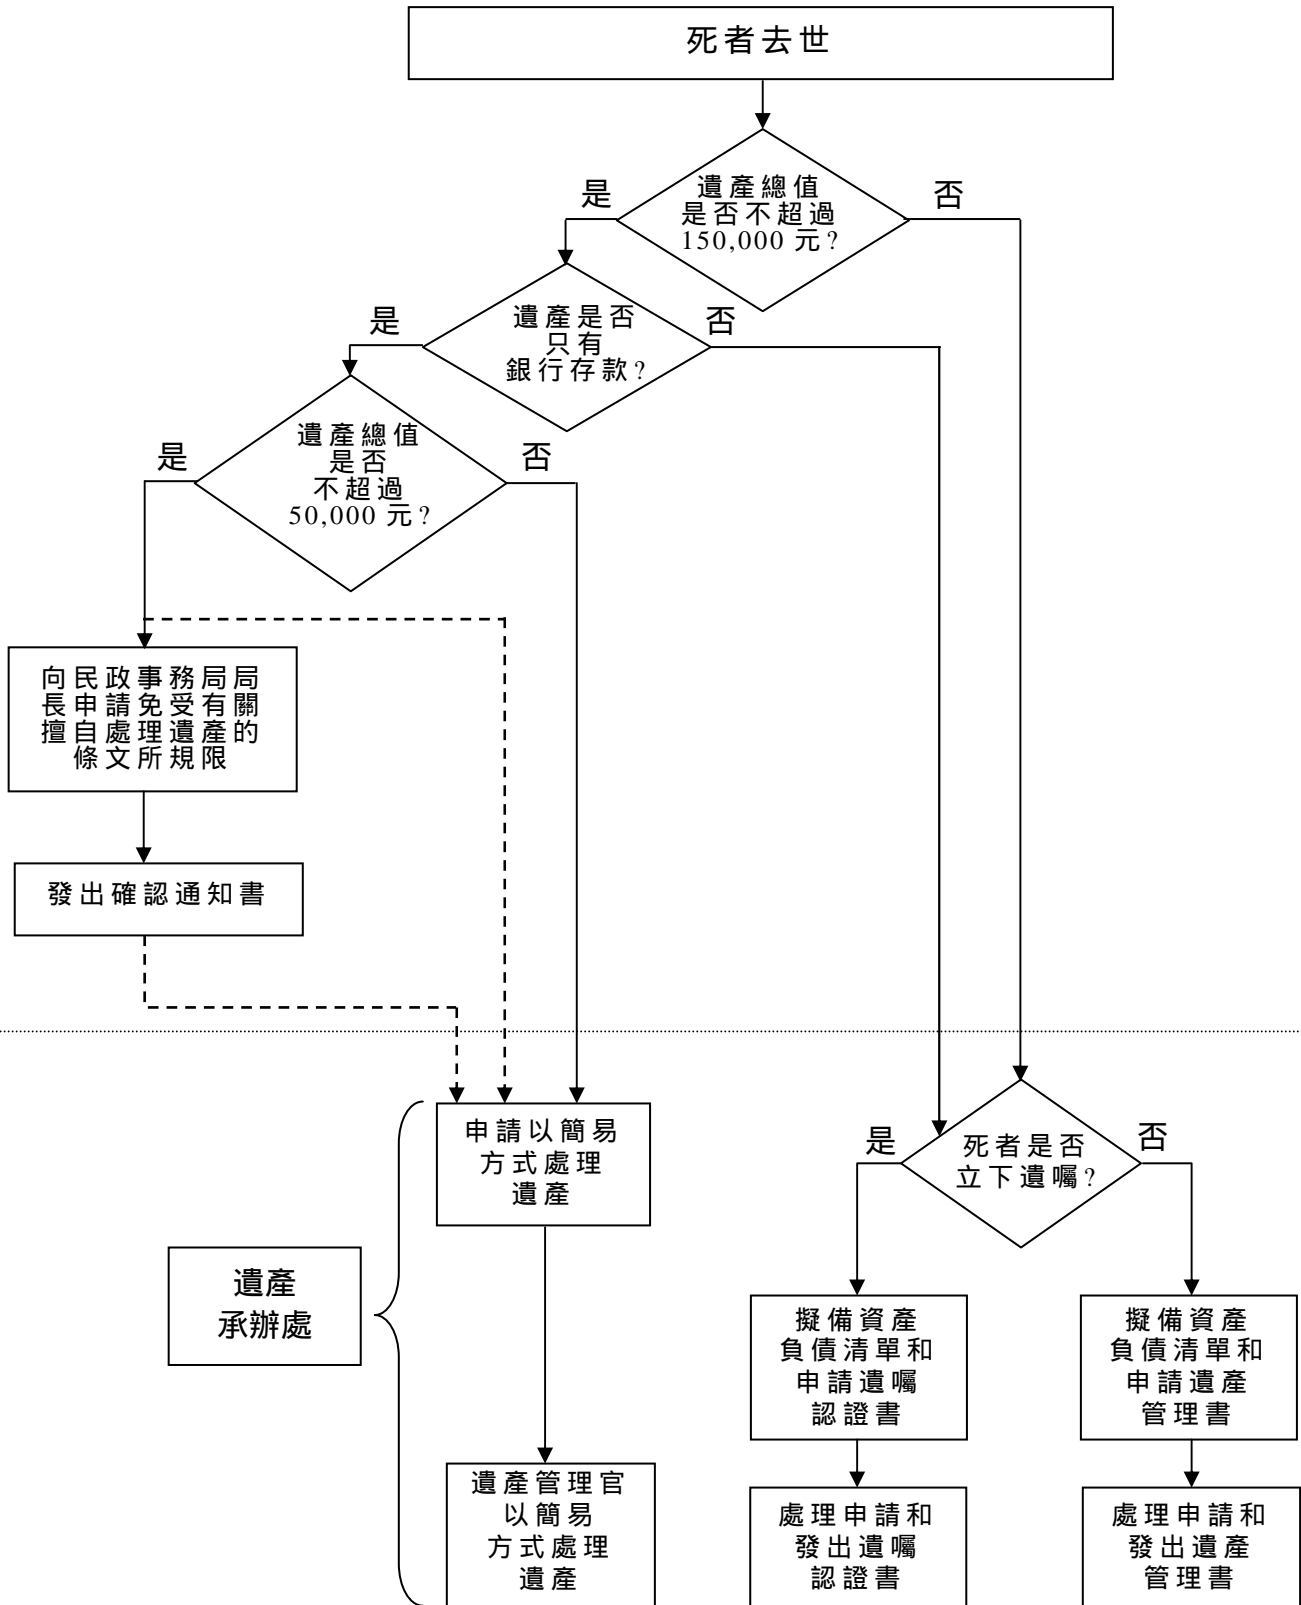 死者去世
遺產總值
是否不超過
150,000 元?
是
否
遺產是否
只有
銀行存款?
是
否
遺產總值
是否
不超過
50,000 元?
是
否
向民政事務局局
長申請免受有關
擅自處理遺產的
條文所規限
發出確認通知書
申請以簡易
方式處理
遺產
死者是否
立下遺囑?
是
否
遺產
承辦處
擬備資產
負債清單和
申請遺囑
認證書
擬備資產
負債清單和
申請遺產
管理書
遺產管理官
以簡易
方式處理
遺產
處理申請和
發出遺囑
認證書
處理申請和
發出遺產
管理書